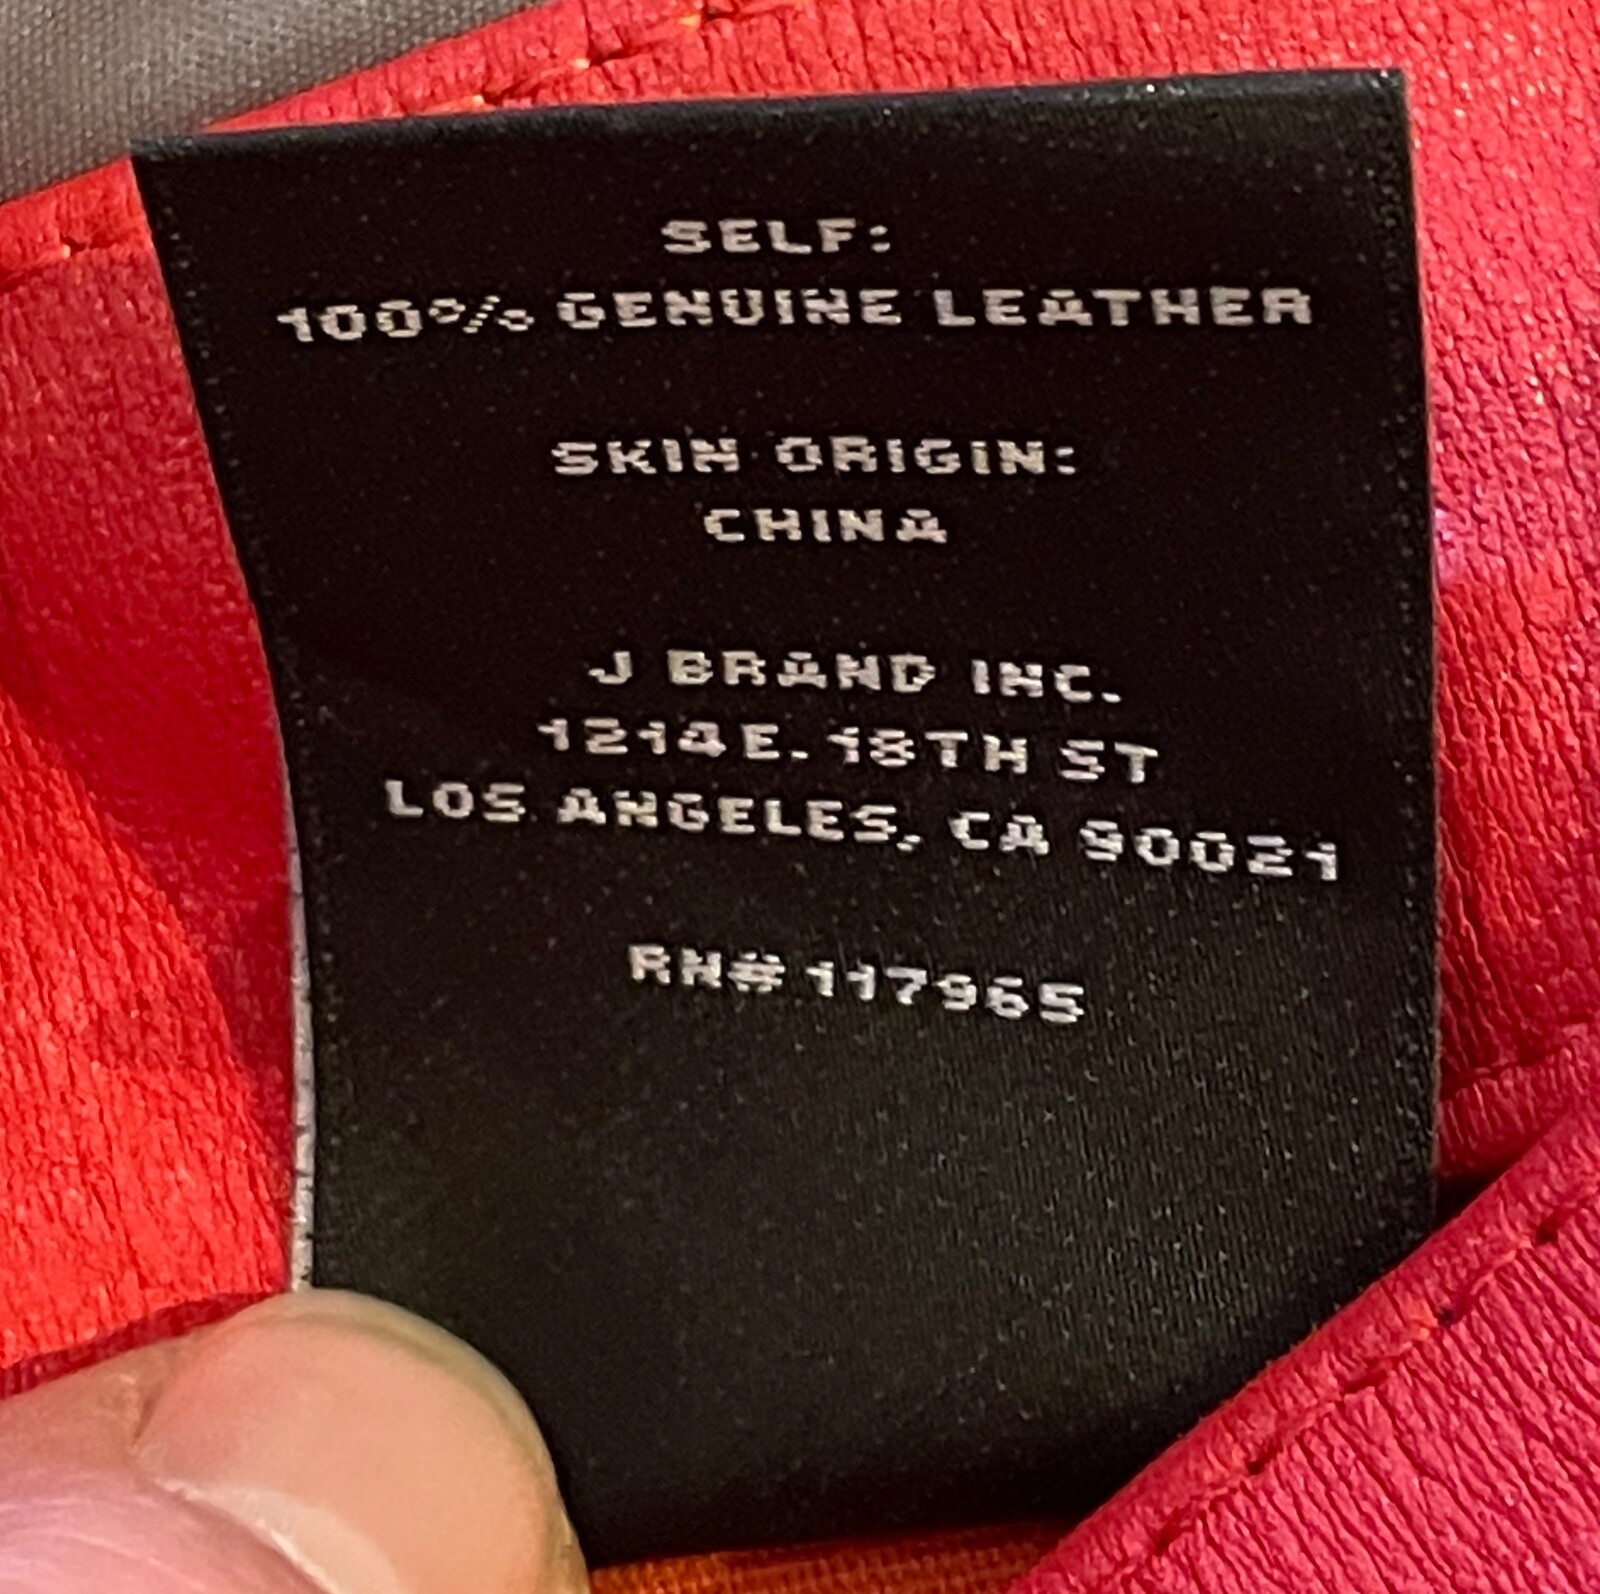 SELF:
100% GENUINE LEATHER
SKIN ORIGIN:
CHINA
J BRAND INC.
1214 E. 18TH ST
LOS ANGELES, CA 90021
RN# 117965